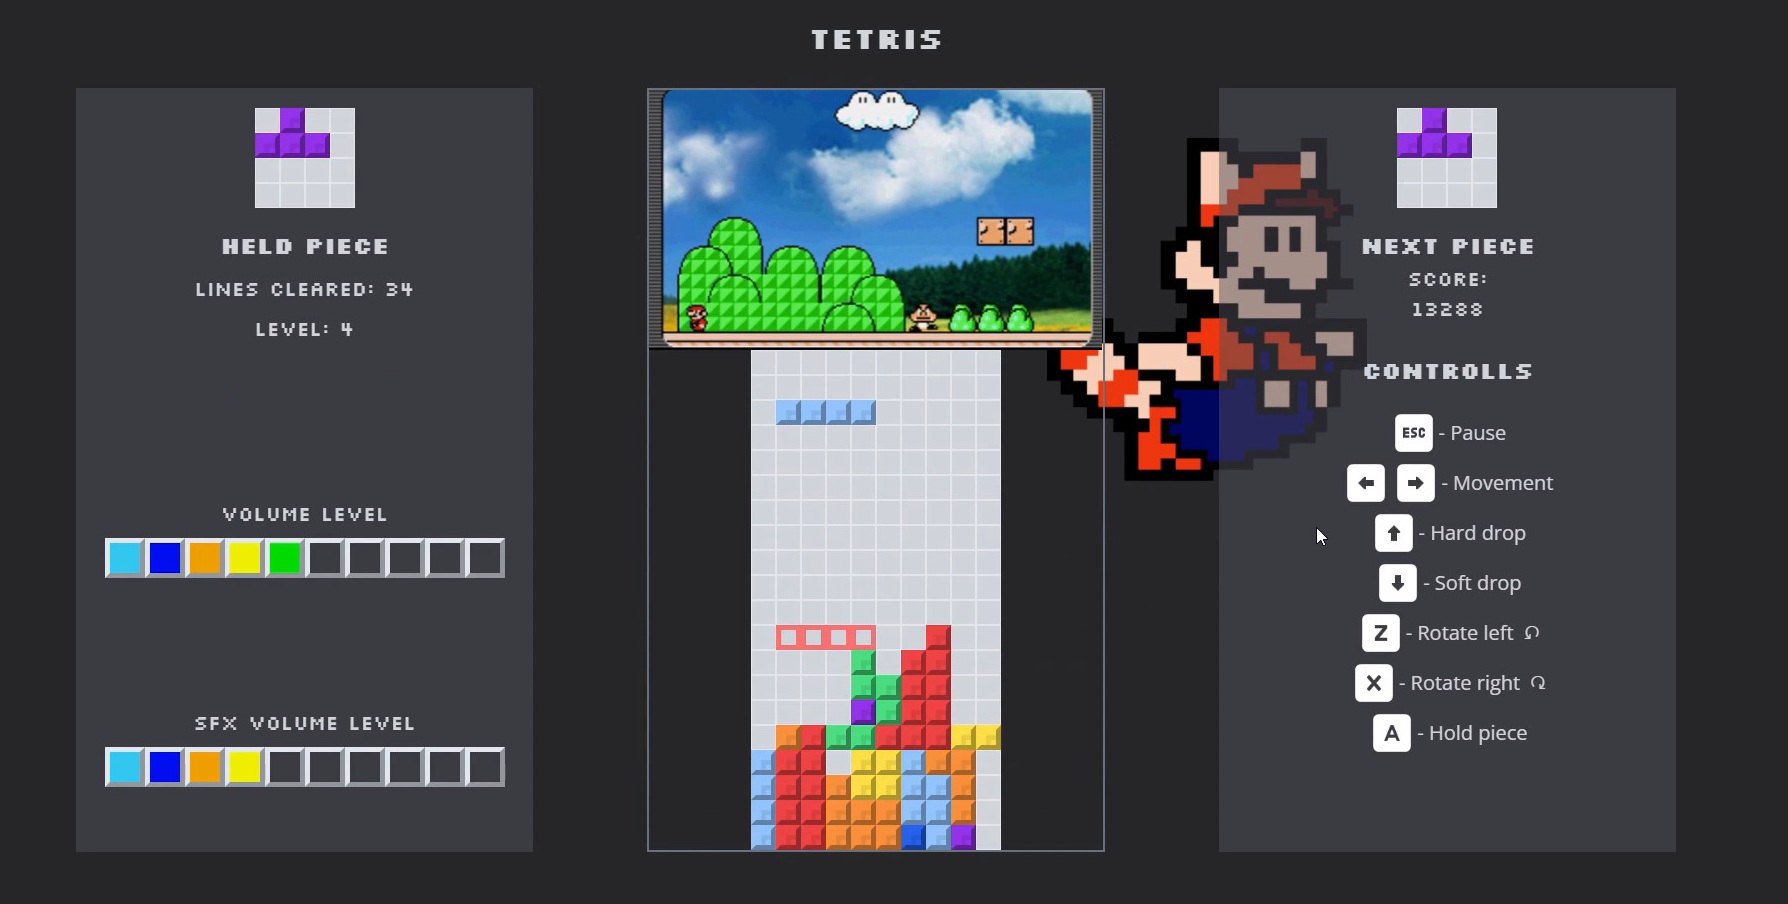 TETRIS
HELD PIECE
LINES CLEARED: 34
LEVEL: 4
VOLUME LEVEL
SFX VOLUME LEVEL
NEXT PIECE
SCORE:
13288
CONTROLLS
ESC - Pause
- Movement
- Hard drop
- Soft drop
Z - Rotate left
X - Rotate right
A - Hold piece